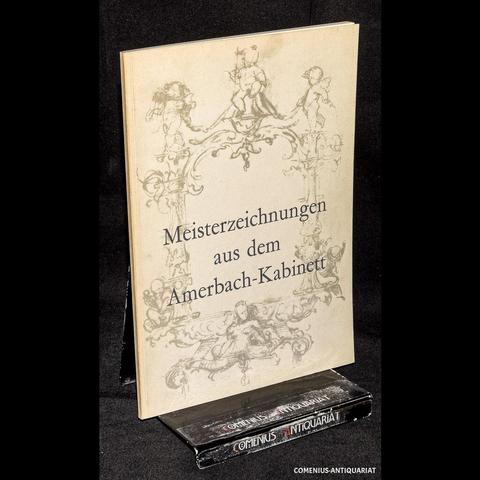 Meisterzeichnungen
aus dem
Amerbach-Kabinett
COMENIUS ANTIQUARIAT
COMENIUS ANTIQUARIAT
COMENIUS-ANTIQUARIAT